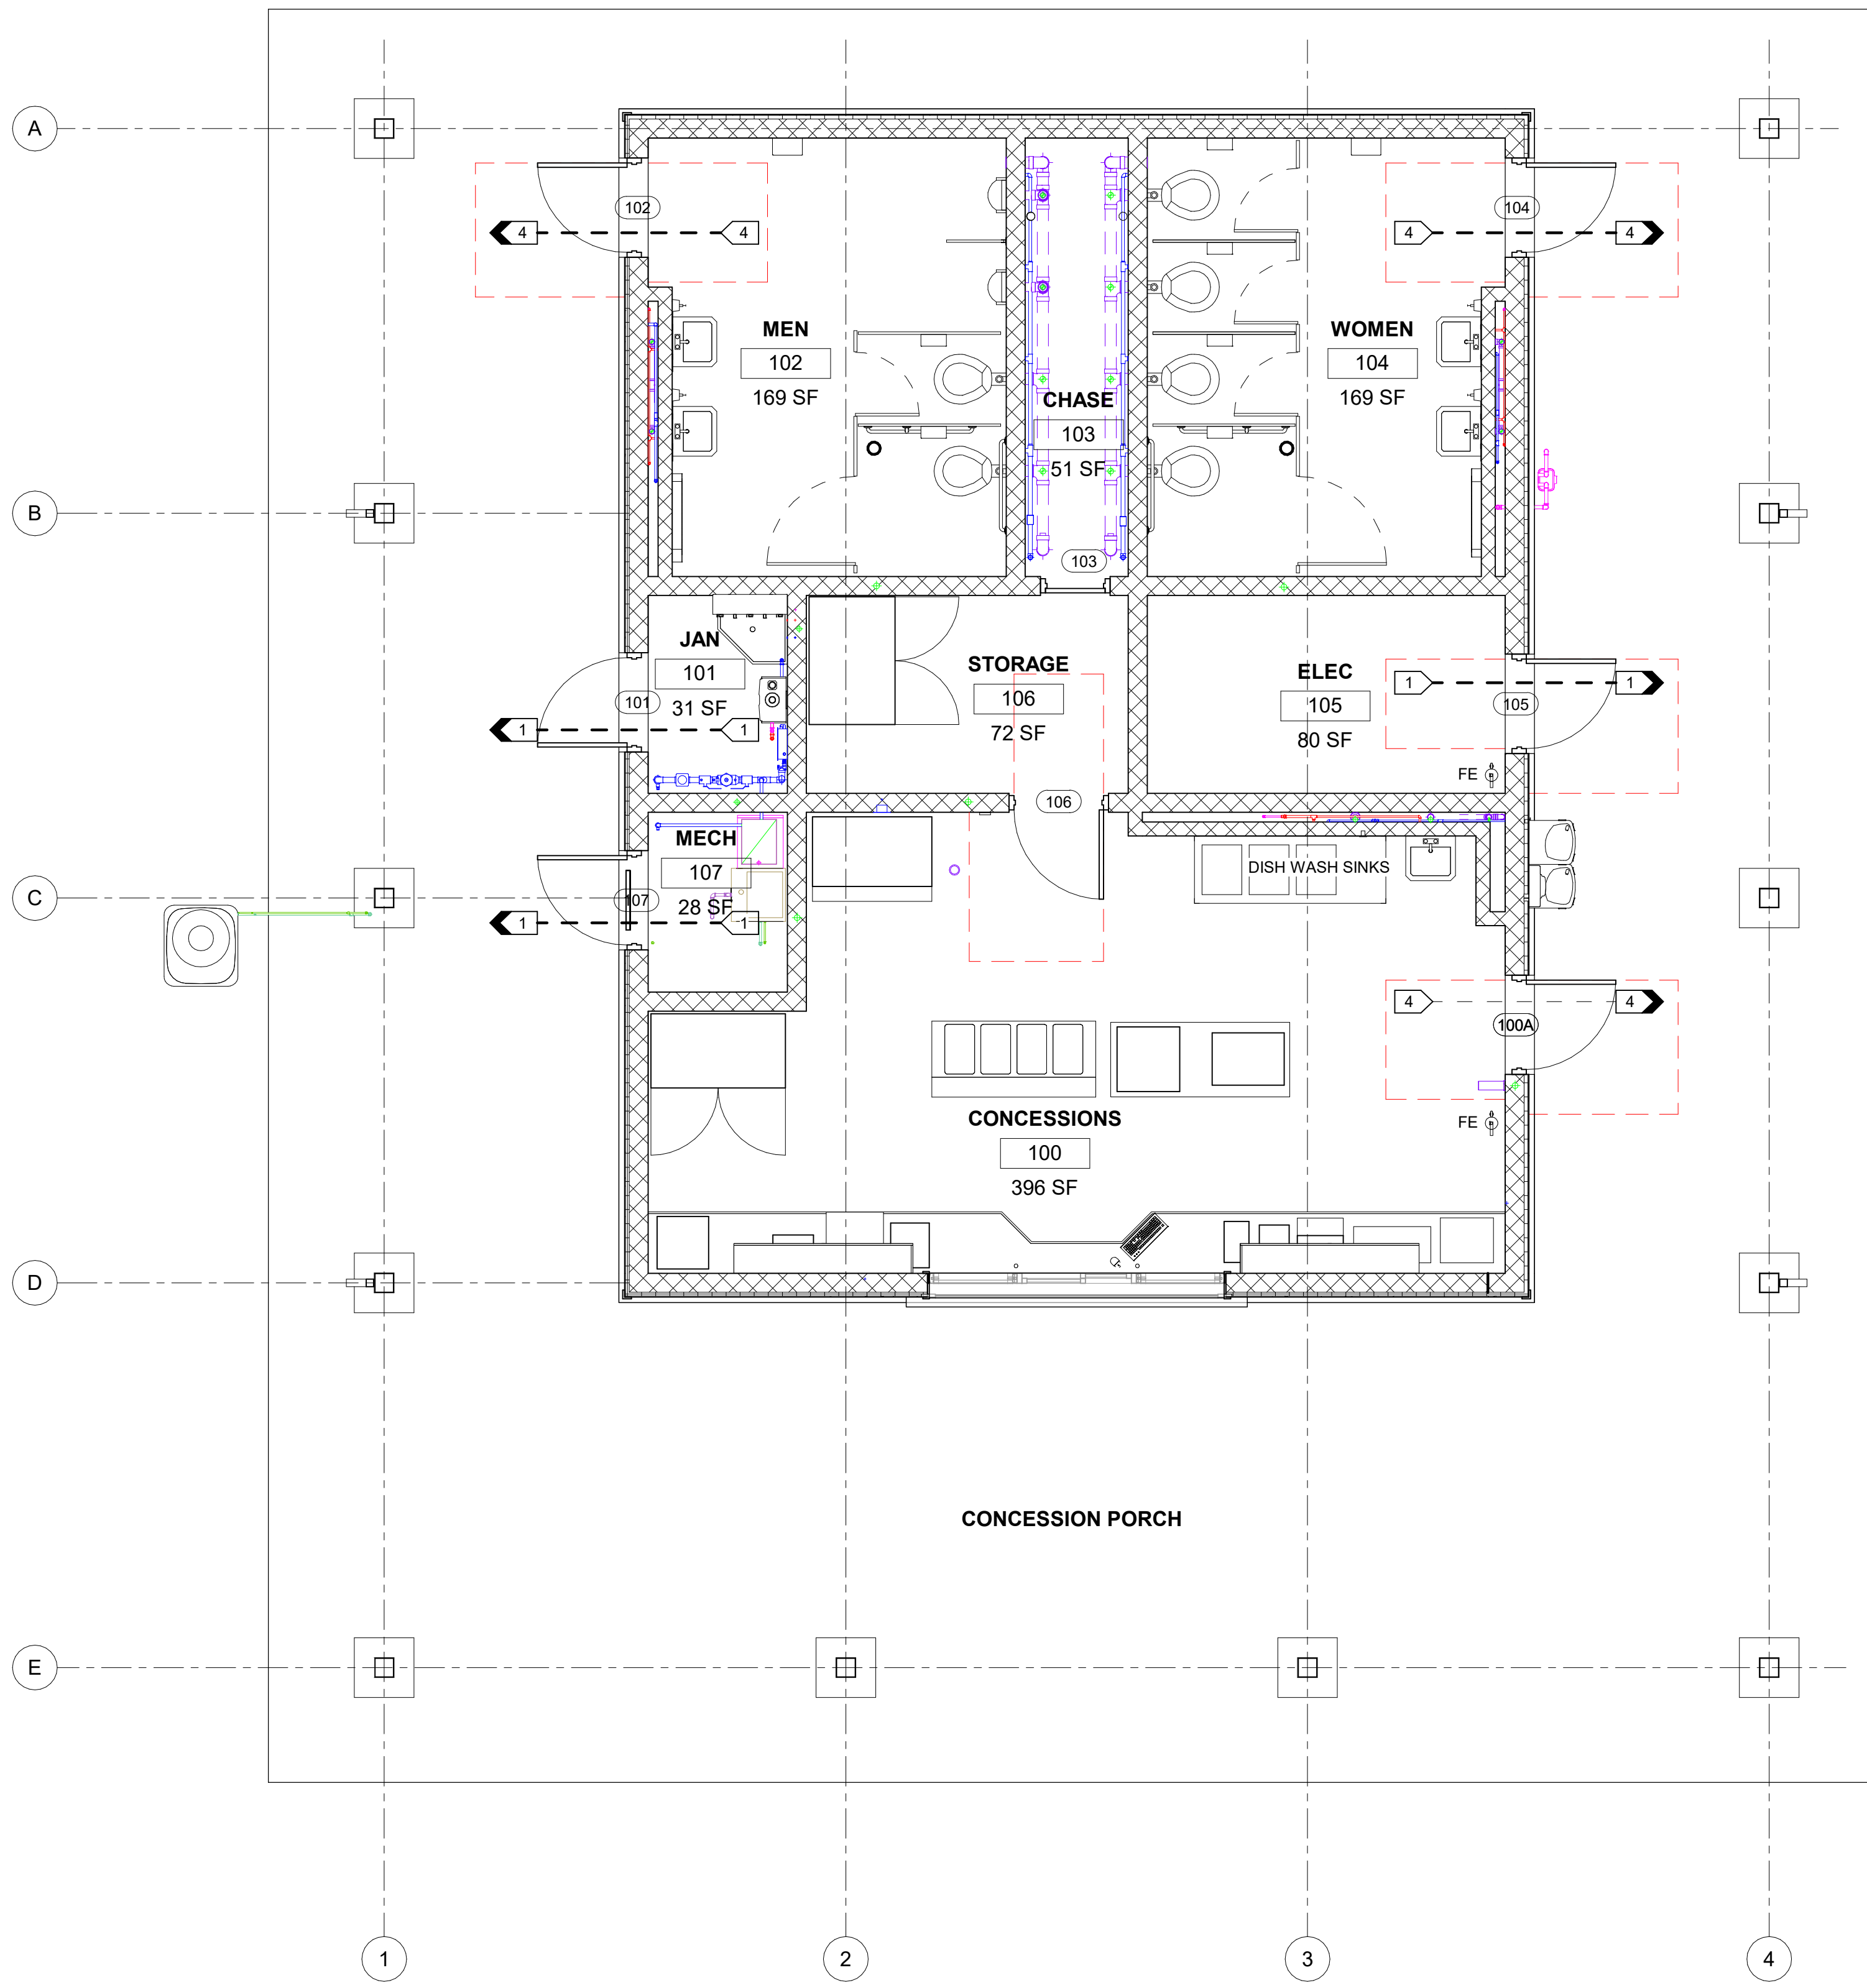 A
102
104
4
4
4
4
MEN
102
169 SF
WOMEN
104
169 SF
CHASE
103
51 SF
B
103
JAN
101
31 SF
101
STORAGE
106
72 SF
ELEC
105
80 SF
1
1
105
1
1
FE
106
MECH
107
28 SF
107
DISH WASH SINKS
C
1
1
4
4
100A
CONCESSIONS
100
396 SF
FE
D
CONCESSION PORCH
E
1
2
3
4